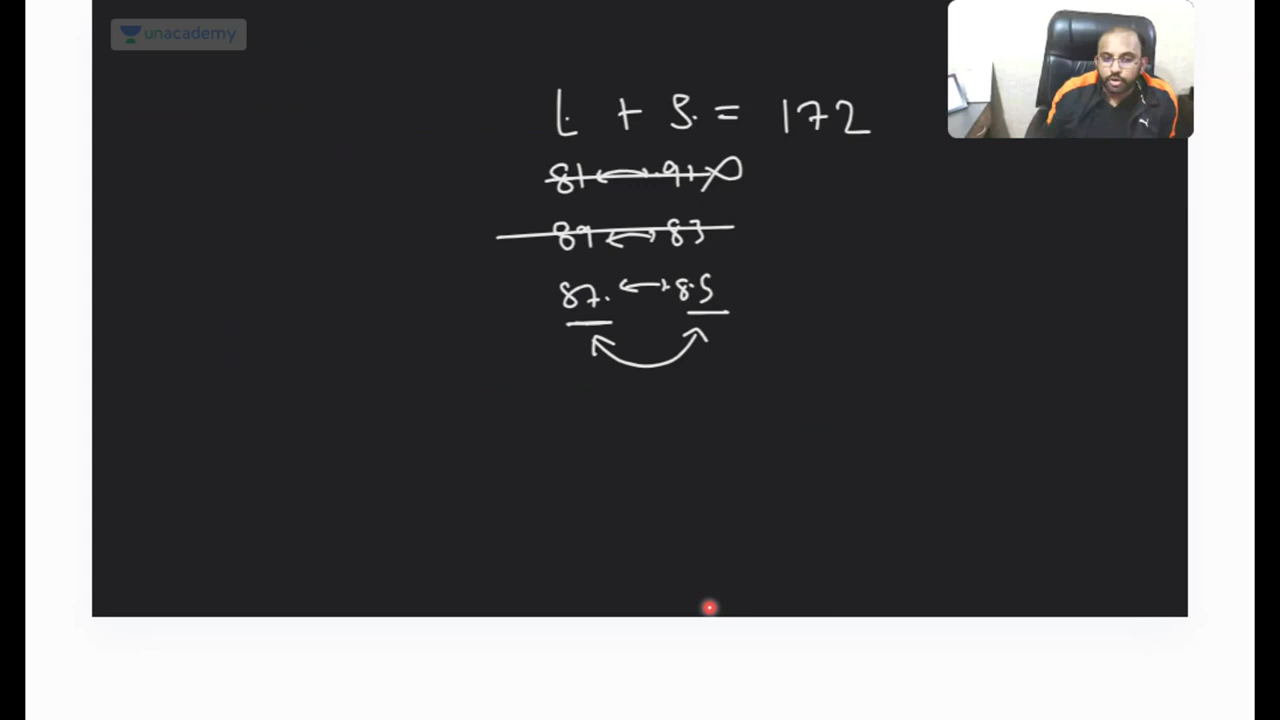 unacademy
L + S = 172
81 ↔ 91
89 ↔ 83
87 ↔ 85